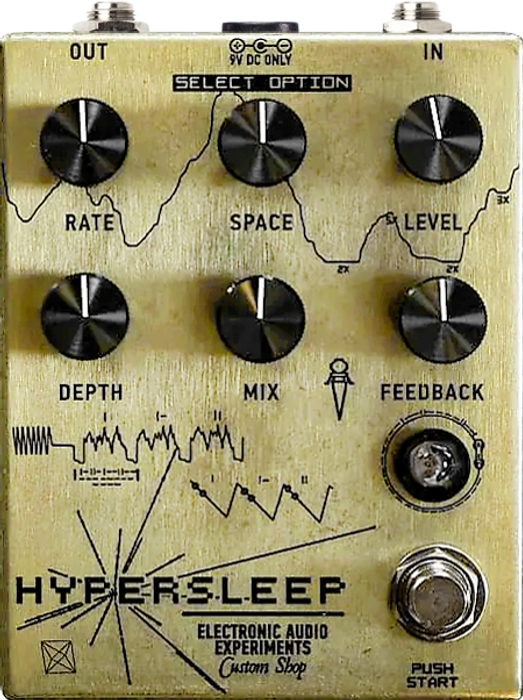 OUT
9V DC ONLY
IN
SELECT OPTION
RATE
SPACE
LEVEL
3X
2X
2X
DEPTH
MIX
FEEDBACK
HYPERSLEEP
ELECTRONIC AUDIO
EXPERIMENTS
Custom Shop
PUSH
START